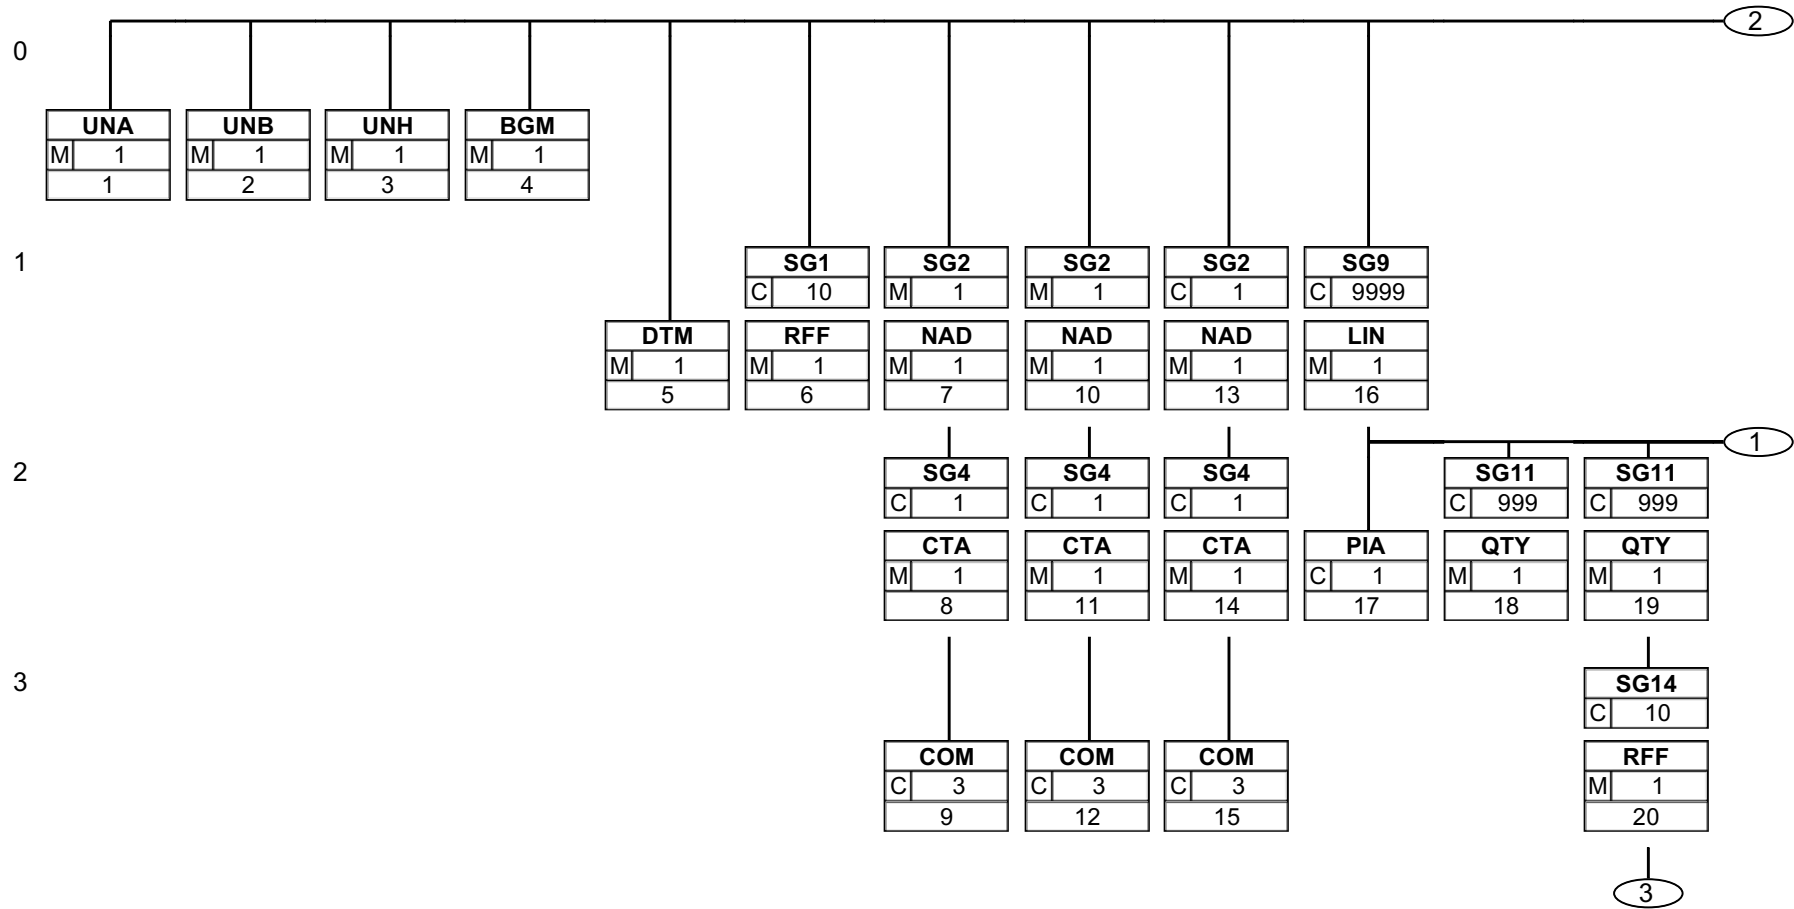 2
0
UNA UNB UNH BGM
M 1 M 1 M 1 M 1
1 2 3 4
1
SG1 SG2 SG2 SG2 SG9
C 10 M 1 M 1 C 1 C 9999
DTM RFF NAD NAD NAD LIN
M 1 M 1 M 1 M 1 M 1 M 1
5 6 7 10 13 16
1
2
SG4 SG4 SG4 SG11 SG11
C 1 C 1 C 1 C 999 C 999
CTA CTA CTA PIA QTY QTY
M 1 M 1 M 1 C 1 M 1 M 1
8 11 14 17 18 19
3
SG14
C 10
COM COM COM RFF
C 3 C 3 C 3 M 1
9 12 15 20
3